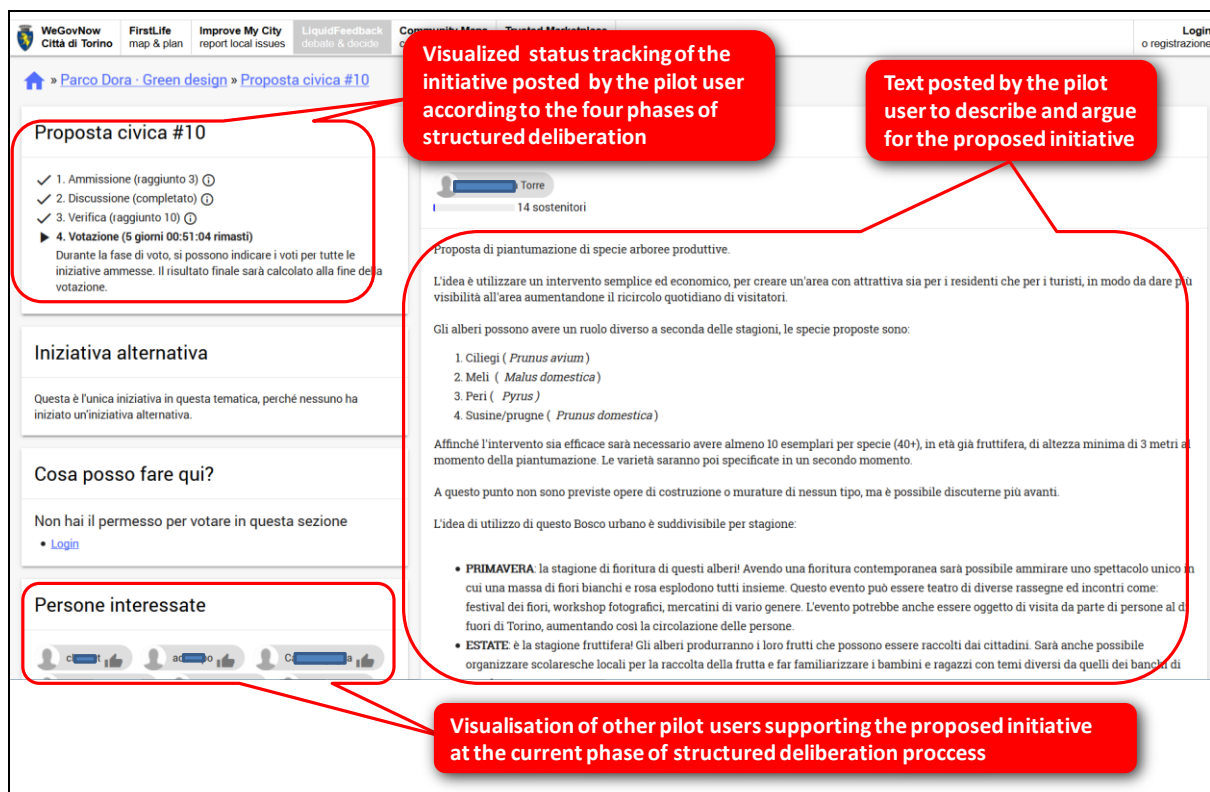 WeGovNow
Città di Torino
FirstLife
map & plan
Improve My City
report local issues
LiquidFeedback
debate & decide
Community Maps
Trusted Marketplace
Login
o registrazione
» Parco Dora · Green design » Proposta civica #10
Visualized status tracking of the
initiative posted by the pilot user
according to the four phases of
structured deliberation
Text posted by the pilot
user to describe and argue
for the proposed initiative
Proposta civica #10
1. Ammissione (raggiunto 3)
2. Discussione (completato)
3. Verifica (raggiunto 10)
4. Votazione (5 giorni 00:51:04 rimasti)
Durante la fase di voto, si possono indicare i voti per tutte le
iniziative ammesse. Il risultato finale sarà calcolato alla fine della
votazione.
Iniziativa alternativa
Questa è l'unica iniziativa in questa tematica, perché nessuno ha
iniziato un'iniziativa alternativa.
Cosa posso fare qui?
Non hai il permesso per votare in questa sezione
• Login
Persone interessate
Torre
14 sostenitori
Proposta di piantumazione di specie arboree produttive.
L'idea è utilizzare un intervento semplice ed economico, per creare un'area con attrattiva sia per i residenti che per i turisti, in modo da dare più
visibilità all'area aumentandone il ricircolo quotidiano di visitatori.
Gli alberi possono avere un ruolo diverso a seconda delle stagioni, le specie proposte sono:
1. Ciliegi ( Prunus avium )
2. Meli ( Malus domestica )
3. Peri ( Pyrus )
4. Susine/prugne ( Prunus domestica )
Affinché l'intervento sia efficace sarà necessario avere almeno 10 esemplari per specie (40+), in età già fruttifera, di altezza minima di 3 metri al
momento della piantumazione. Le varietà saranno poi specificate in un secondo momento.
A questo punto non sono previste opere di costruzione o murature di nessun tipo, ma è possibile discuterne più avanti.
L'idea di utilizzo di questo Bosco urbano è suddivisibile per stagione:
• PRIMAVERA: la stagione di fioritura di questi alberi! Avendo una fioritura contemporanea sarà possibile ammirare uno spettacolo unico in
cui una massa di fiori bianchi e rosa esplodono tutti insieme. Questo evento può essere teatro di diverse rassegne ed incontri come:
festival dei fiori, workshop fotografici, mercatini di vario genere. L'evento potrebbe anche essere oggetto di visita da parte di persone al di
fuori di Torino, aumentando così la circolazione delle persone.
• ESTATE: è la stagione fruttifera! Gli alberi produrranno i loro frutti che possono essere raccolti dai cittadini. Sarà anche possibile
organizzare scolaresche locali per la raccolta della frutta e far familiarizzare i bambini e ragazzi con temi diversi da quelli dei banchi di
Visualisation of other pilot users supporting the proposed initiative
at the current phase of structured deliberation proccess